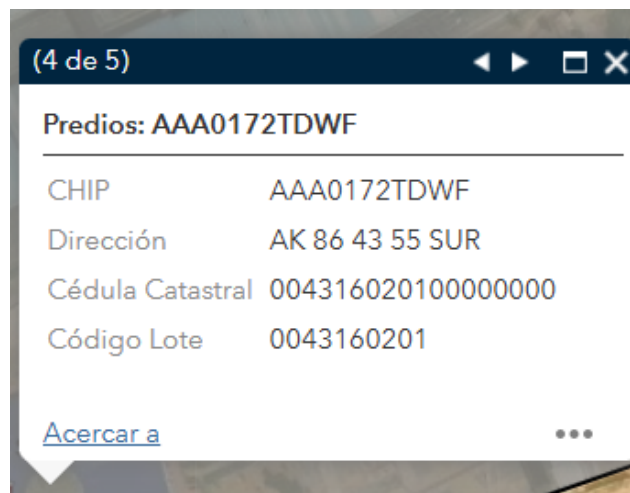 (4 de 5)
Predios: AAA0172TDWF
CHIP AAA0172TDWF
Dirección AK 86 43 55 SUR
Cédula Catastral 004316020100000000
Código Lote 0043160201
Acercar a